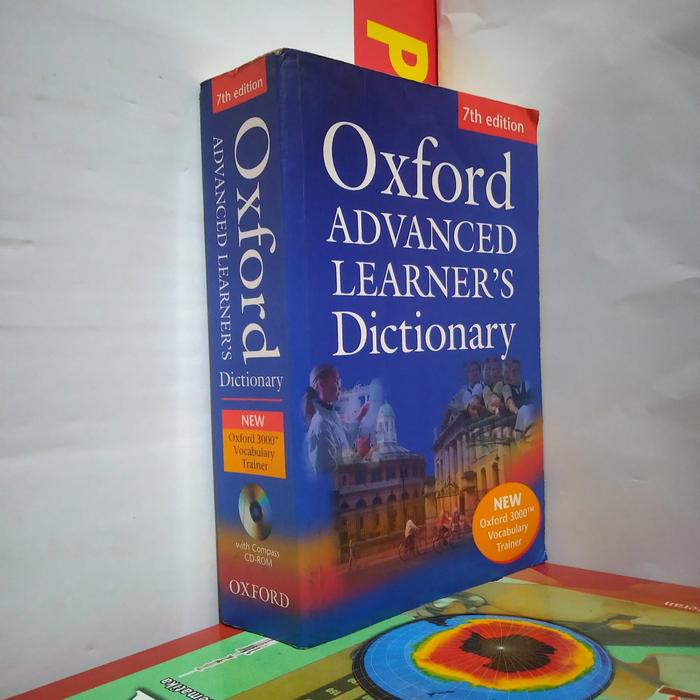 P
7th edition
Oxford
ADVANCED LEARNER'S
Dictionary
NEW
Oxford 3000™
Vocabulary
Trainer
with Compass
CD-ROM
OXFORD
7th edition
Oxford
ADVANCED
LEARNER'S
Dictionary
NEW
Oxford 3000™
Vocabulary
Trainer